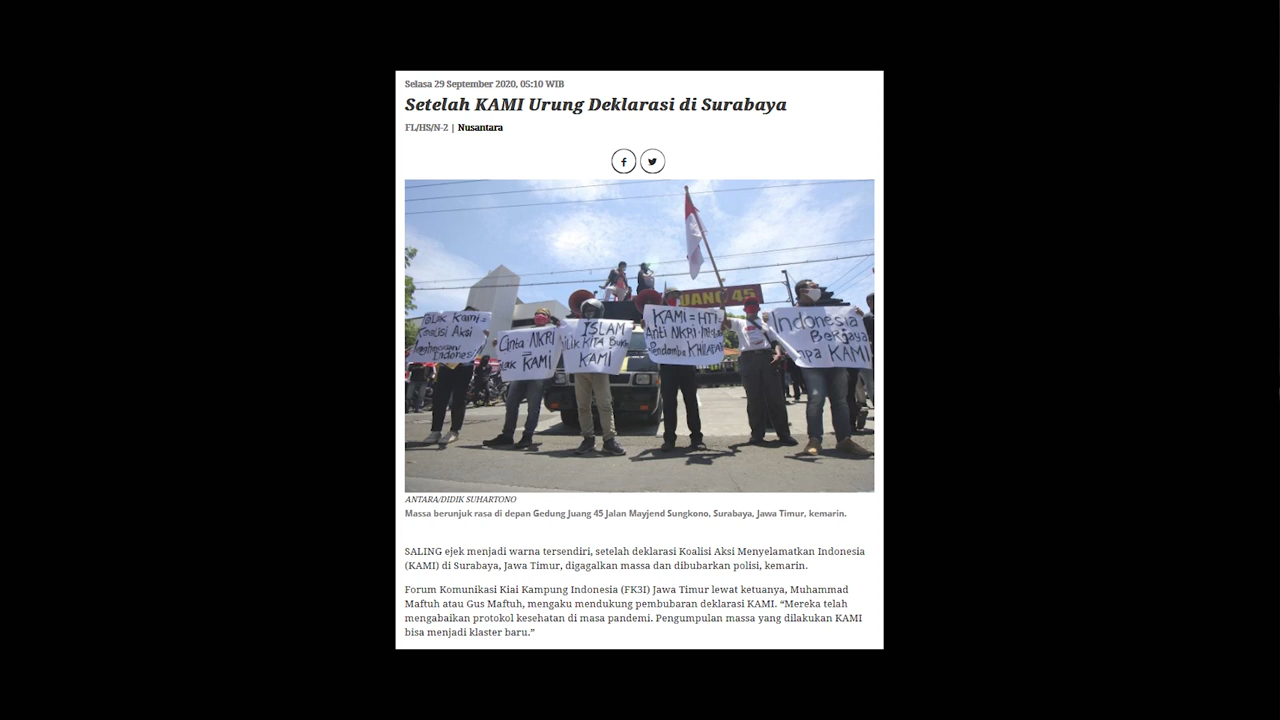 Selasa 29 September 2020, 05:10 WIB
Setelah KAMI Urung Deklarasi di Surabaya
FL/HS/N-2 | Nusantara
JUANG 45
Koalisi Aksi
Indonesia
Cinta NKRI
=
KAMI
ISLAM
KITA
KAMI
KAMI = HTI =
Anti NKRI
KHILAFAH
Indonesia
Berjaya
KAMI
ANTARA/DIDIK SUHARTONO
Massa berunjuk rasa di depan Gedung Juang 45 Jalan Mayjend Sungkono, Surabaya, Jawa Timur, kemarin.
SALING ejek menjadi warna tersendiri, setelah deklarasi Koalisi Aksi Menyelamatkan Indonesia
(KAMI) di Surabaya, Jawa Timur, digagalkan massa dan dibubarkan polisi, kemarin.
Forum Komunikasi Kiai Kampung Indonesia (FK3I) Jawa Timur lewat ketuanya, Muhammad
Maftuh atau Gus Maftuh, mengaku mendukung pembubaran deklarasi KAMI. “Mereka telah
mengabaikan protokol kesehatan di masa pandemi. Pengumpulan massa yang dilakukan KAMI
bisa menjadi klaster baru.”